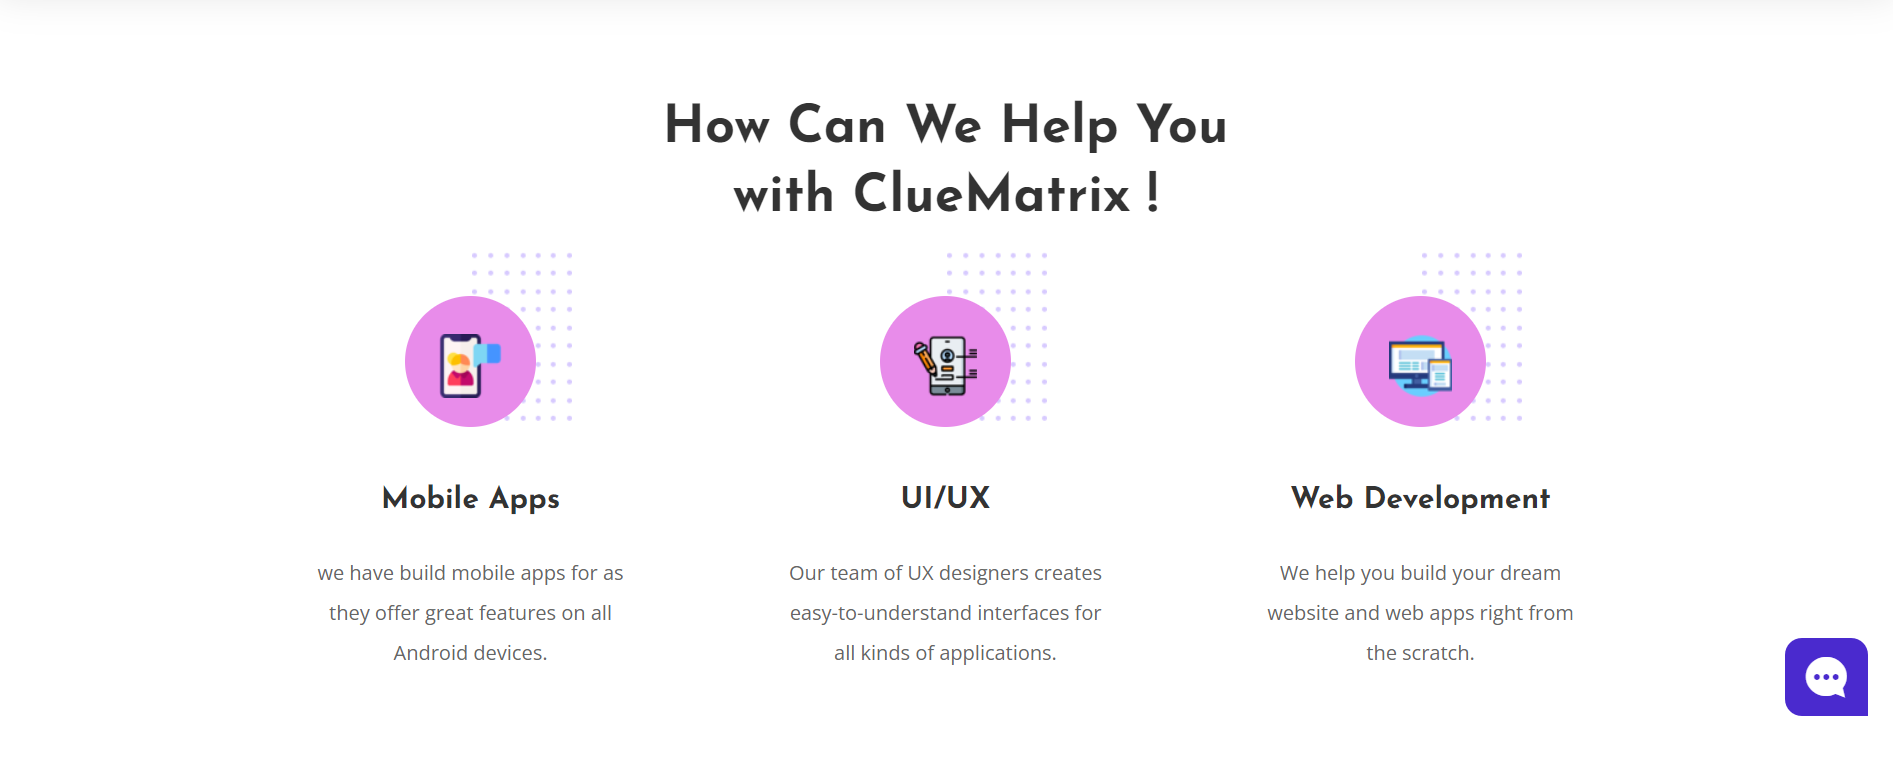 How Can We Help You
with ClueMatrix !
Mobile Apps
we have build mobile apps for as
they offer great features on all
Android devices.
UI/UX
Our team of UX designers creates
easy-to-understand interfaces for
all kinds of applications.
Web Development
We help you build your dream
website and web apps right from
the scratch.